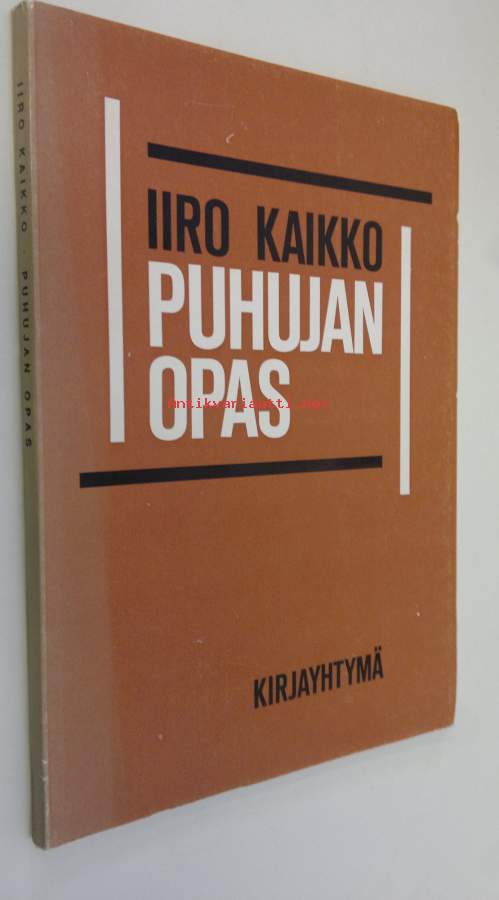 IIRO KAIKKO · PUHUJAN OPAS
IIRO KAIKKO
PUHUJAN
OPAS
antikvariaatti.net
KIRJAYHTYMÄ